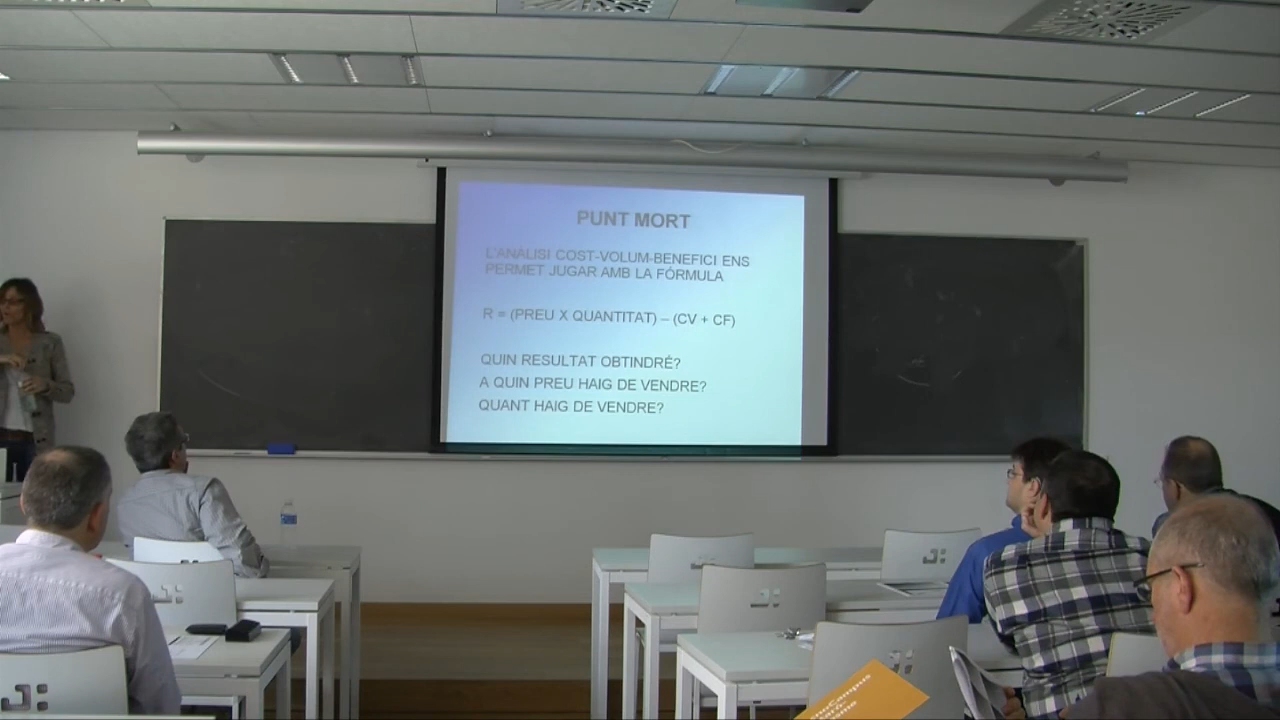 PUNT MORT
L'ANÀLISI COST-VOLUM-BENEFICI ENS
PERMET JUGAR AMB LA FÓRMULA
R = (PREU X QUANTITAT) – (CV + CF)
QUIN RESULTAT OBTINDRÉ?
A QUIN PREU HAIG DE VENDRE?
QUANT HAIG DE VENDRE?